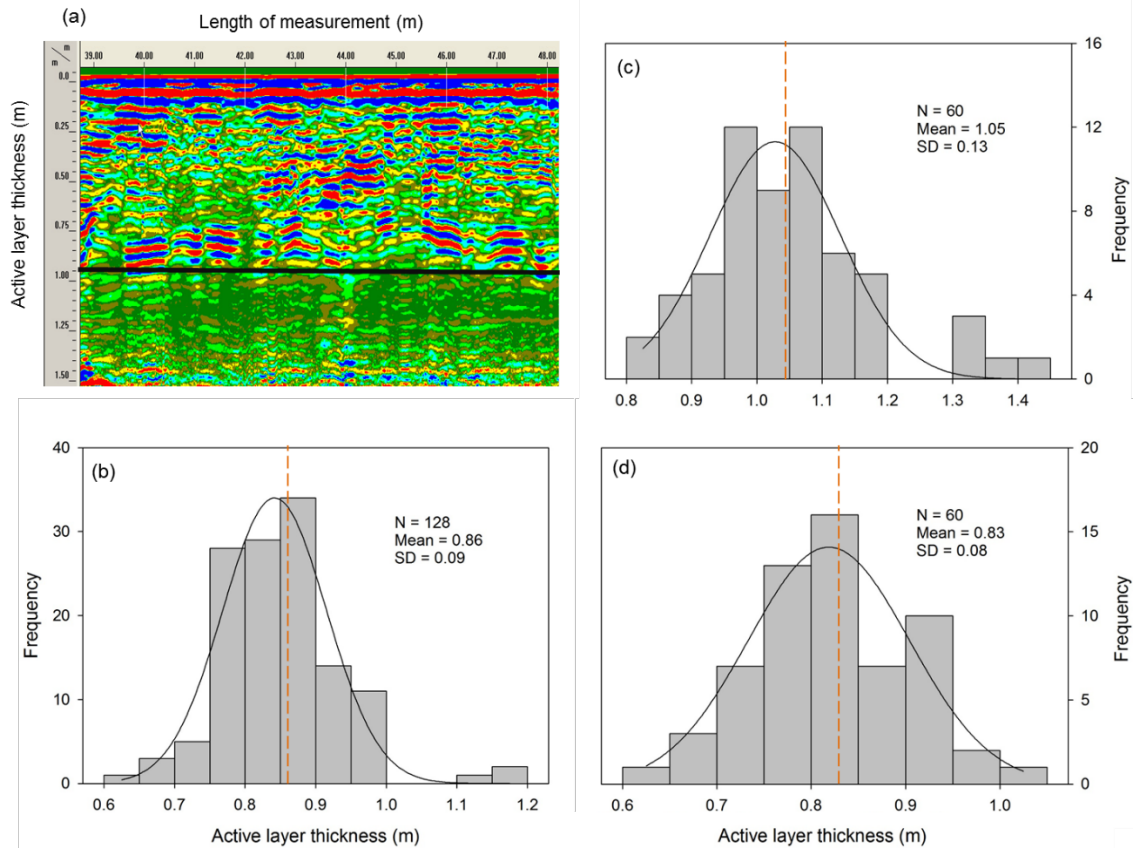 (a)
Length of measurement (m)
m
m
39.00 40.00 41.00 42.00 43.00 44.00 45.00 46.00 47.00 48.00
Active layer thickness (m)
0.0
0.25
0.50
0.75
1.00
1.25
1.50
(c)
N = 60
Mean = 1.05
SD = 0.13
Frequency
16
12
8
4
0
0.8 0.9 1.0 1.1 1.2 1.3 1.4
(b)
N = 128
Mean = 0.86
SD = 0.09
Frequency
40
30
20
10
0
0.6 0.7 0.8 0.9 1.0 1.1 1.2
Active layer thickness (m)
(d)
N = 60
Mean = 0.83
SD = 0.08
Frequency
20
15
10
5
0
0.6 0.7 0.8 0.9 1.0
Active layer thickness (m)